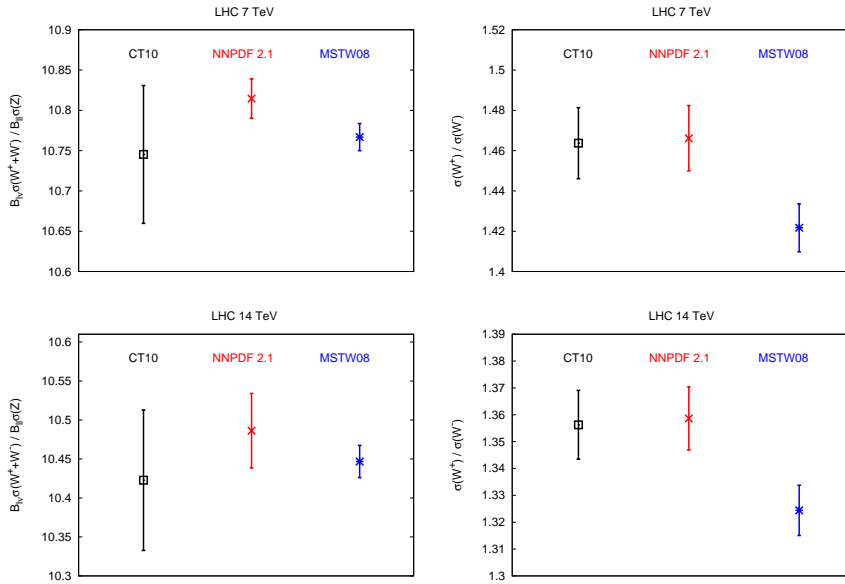 LHC 7 TeV
10.9
10.85
10.8
10.75
10.7
10.65
10.6
CT10 NNPDF 2.1 MSTW08
B_lν σ(W⁺+W⁻) / B_ll σ(Z)
LHC 7 TeV
1.52
1.5
1.48
1.46
1.44
1.42
1.4
CT10 NNPDF 2.1 MSTW08
σ(W⁺) / σ(W⁻)
LHC 14 TeV
10.6
10.55
10.5
10.45
10.4
10.35
10.3
CT10 NNPDF 2.1 MSTW08
B_lν σ(W⁺+W⁻) / B_ll σ(Z)
LHC 14 TeV
1.39
1.38
1.37
1.36
1.35
1.34
1.33
1.32
1.31
1.3
CT10 NNPDF 2.1 MSTW08
σ(W⁺) / σ(W⁻)